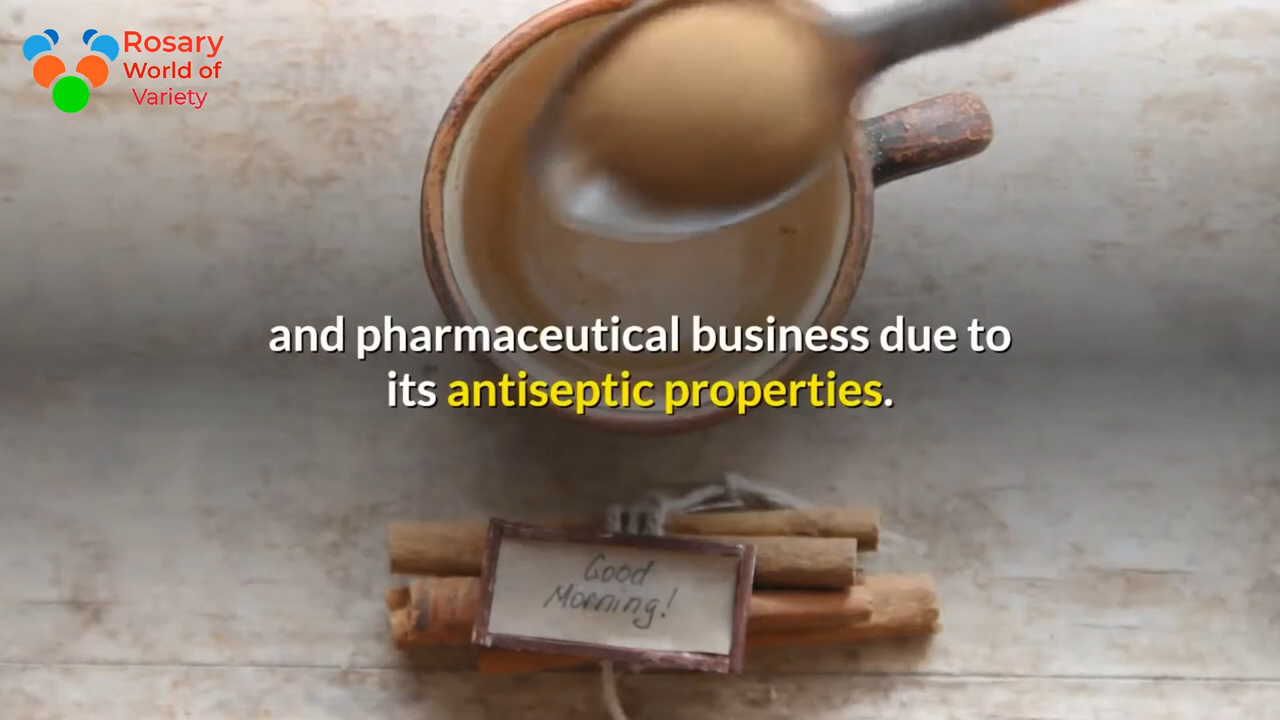 Rosary
World of
Variety
and pharmaceutical business due to
its antiseptic properties.
Good
Morning!